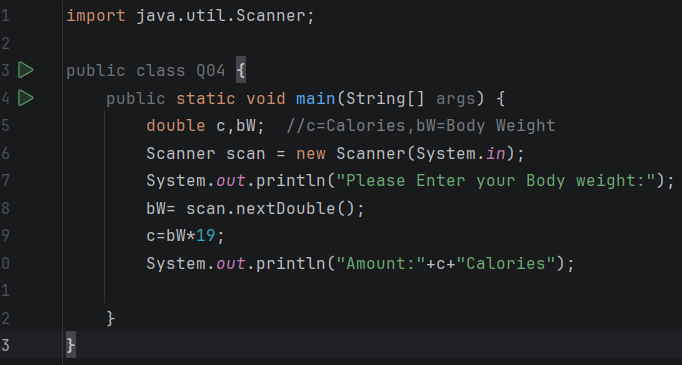 1 import java.util.Scanner;
2
3 public class Q04 {
4 public static void main(String[] args) {
5 double c,bW;  //c=Calories,bW=Body Weight
6 Scanner scan = new Scanner(System.in);
7 System.out.println("Please Enter your Body weight:");
8 bW= scan.nextDouble();
9 c=bW*19;
0 System.out.println("Amount:"+c+"Calories");
1
2 }
3 }